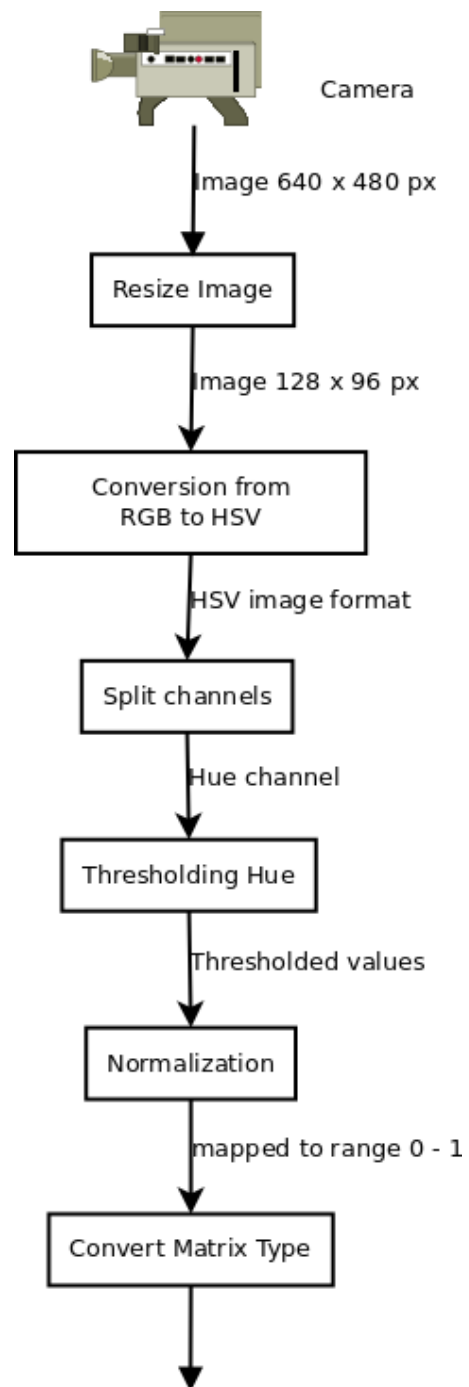 Camera
Image 640 x 480 px
Resize Image
Image 128 x 96 px
Conversion from
RGB to HSV
HSV image format
Split channels
Hue channel
Thresholding Hue
Thresholded values
Normalization
mapped to range 0 - 1
Convert Matrix Type